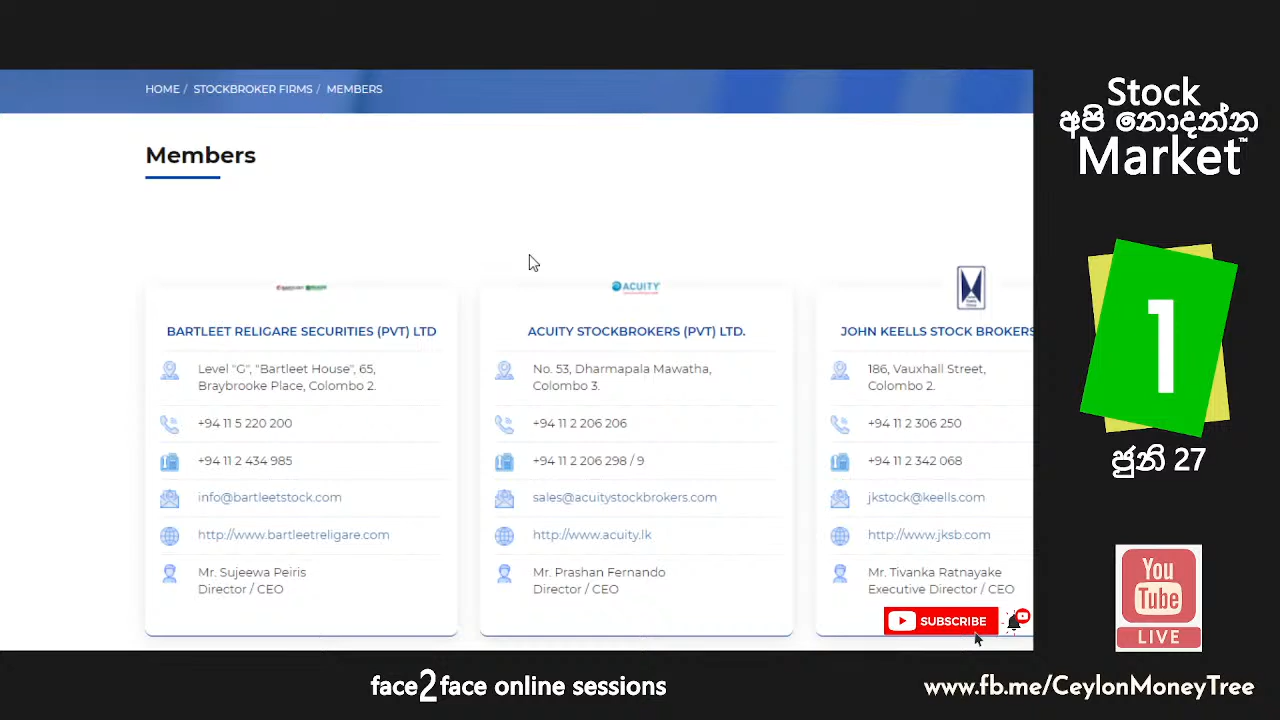 HOME / STOCKBROKER FIRMS / MEMBERS
Members
BARTLEET RELIGARE SECURITIES (PVT) LTD
Level "G", "Bartleet House", 65,
Braybrooke Place, Colombo 2.
+94 11 5 220 200
+94 11 2 434 985
info@bartleetstock.com
http://www.bartleetreligare.com
Mr. Sujeewa Peiris
Director / CEO
ACUITY
ACUITY STOCKBROKERS (PVT) LTD.
No. 53, Dharmapala Mawatha,
Colombo 3.
+94 11 2 206 206
+94 11 2 206 298 / 9
sales@acuitystockbrokers.com
http://www.acuity.lk
Mr. Prashan Fernando
Director / CEO
JOHN KEELLS STOCK BROKERS
186, Vauxhall Street,
Colombo 2.
+94 11 2 306 250
+94 11 2 342 068
jkstock@keells.com
http://www.jksb.com
Mr. Tivanka Ratnayake
Executive Director / CEO
SUBSCRIBE
Stock
අපි නොදන්න
Market™
1
ජුනි 27
You
Tube
LIVE
face2face online sessions
www.fb.me/CeylonMoneyTree